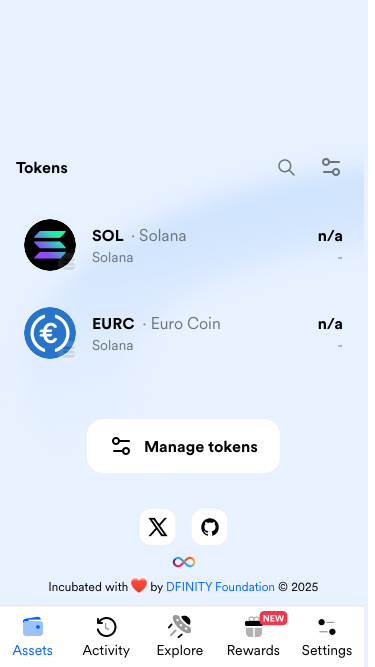 Tokens
SOL · Solana
n/a
Solana
-
EURC · Euro Coin
n/a
Solana
-
Manage tokens
Incubated with ❤️ by DFINITY Foundation © 2025
NEW
Assets
Activity
Explore
Rewards
Settings